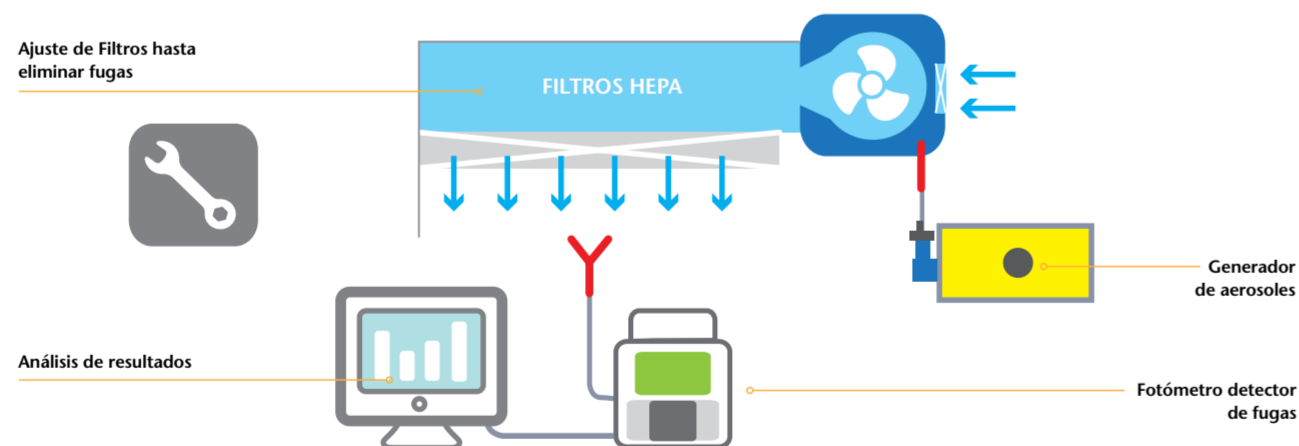 Ajuste de Filtros hasta
eliminar fugas
FILTROS HEPA
Generador
de aerosoles
Análisis de resultados
Fotómetro detector
de fugas